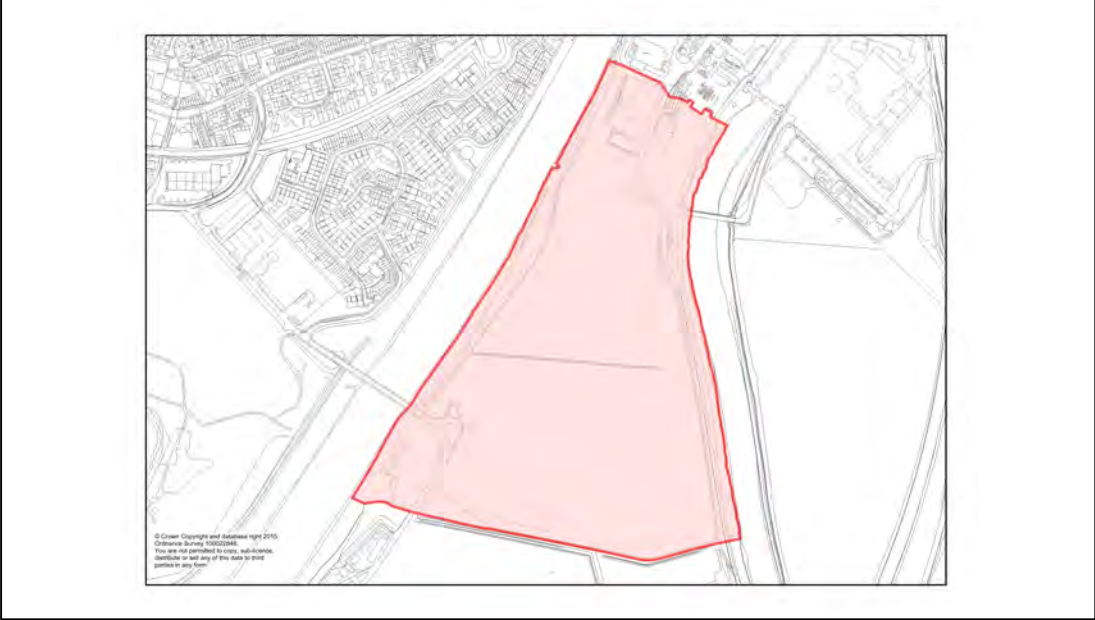 © Crown Copyright and database right 2015.
Ordnance Survey 100022848.
You are not permitted to copy, sub-licence,
distribute or sell any of this data to third
parties in any form